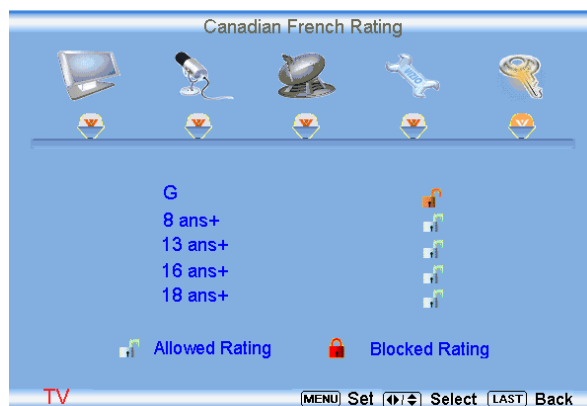 Canadian French Rating
G
8 ans+
13 ans+
16 ans+
18 ans+
Allowed Rating Blocked Rating
TV MENU Set / Select LAST Back